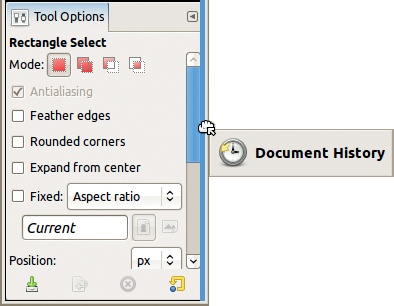 Tool Options
Rectangle Select
Mode:
Antialiasing
Feather edges
Rounded corners
Expand from center
Fixed: Aspect ratio
Current
Position: px
Document History